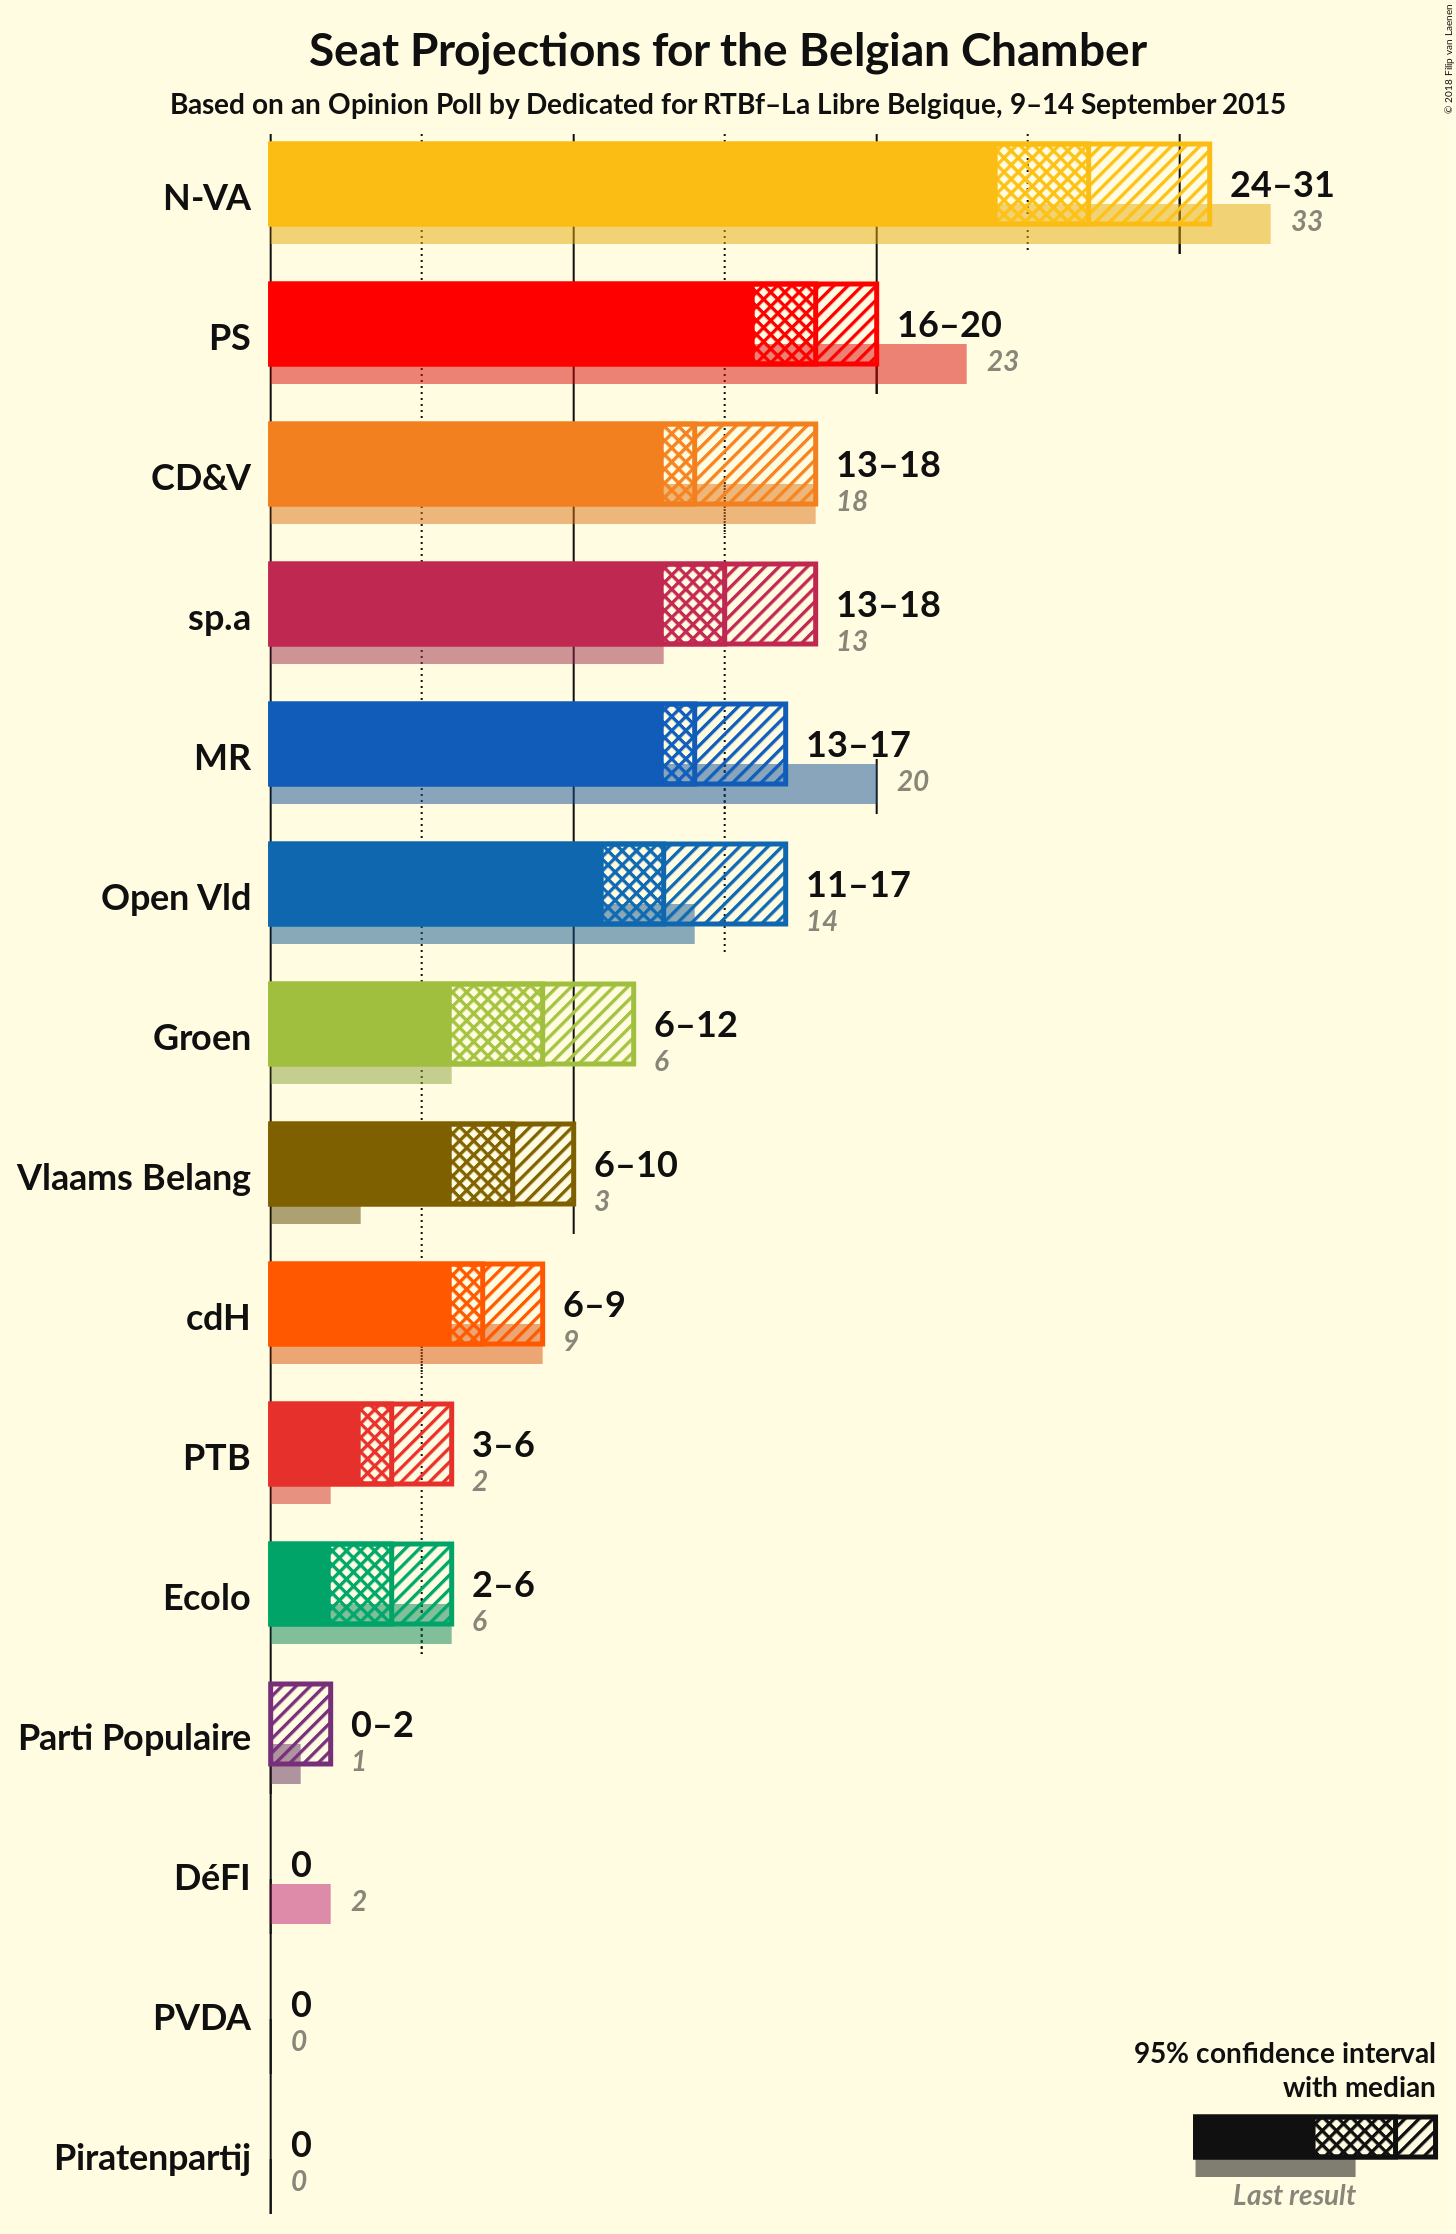 Seat Projections for the Belgian Chamber
Based on an Opinion Poll by Dedicated for RTBf–La Libre Belgique, 9–14 September 2015
© 2018 Filip van Laenen
N-VA
24–31
33
PS
16–20
23
CD&V
13–18
18
sp.a
13–18
13
MR
13–17
20
Open Vld
11–17
14
Groen
6–12
6
Vlaams Belang
6–10
3
cdH
6–9
9
PTB
3–6
2
Ecolo
2–6
6
Parti Populaire
0–2
1
DéFI
0
2
PVDA
0
0
Piratenpartij
0
0
95% confidence interval
with median
Last result